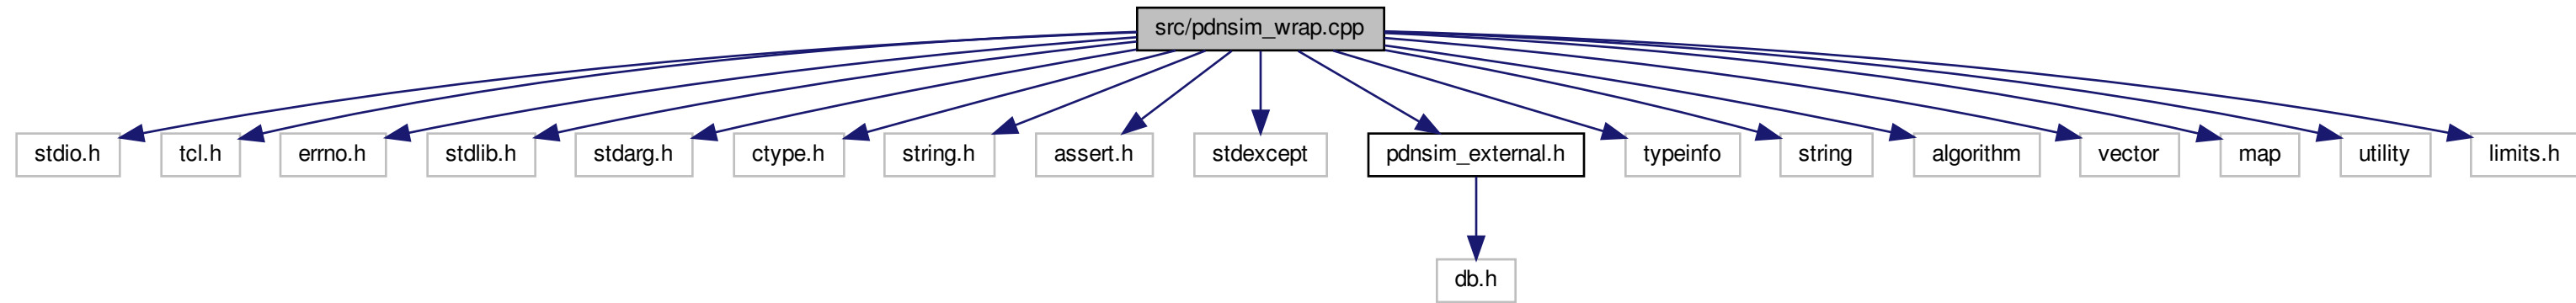 src/pdnsim_wrap.cpp
stdio.h
tcl.h
errno.h
stdlib.h
stdarg.h
ctype.h
string.h
assert.h
stdexcept
pdnsim_external.h
typeinfo
string
algorithm
vector
map
utility
limits.h
db.h